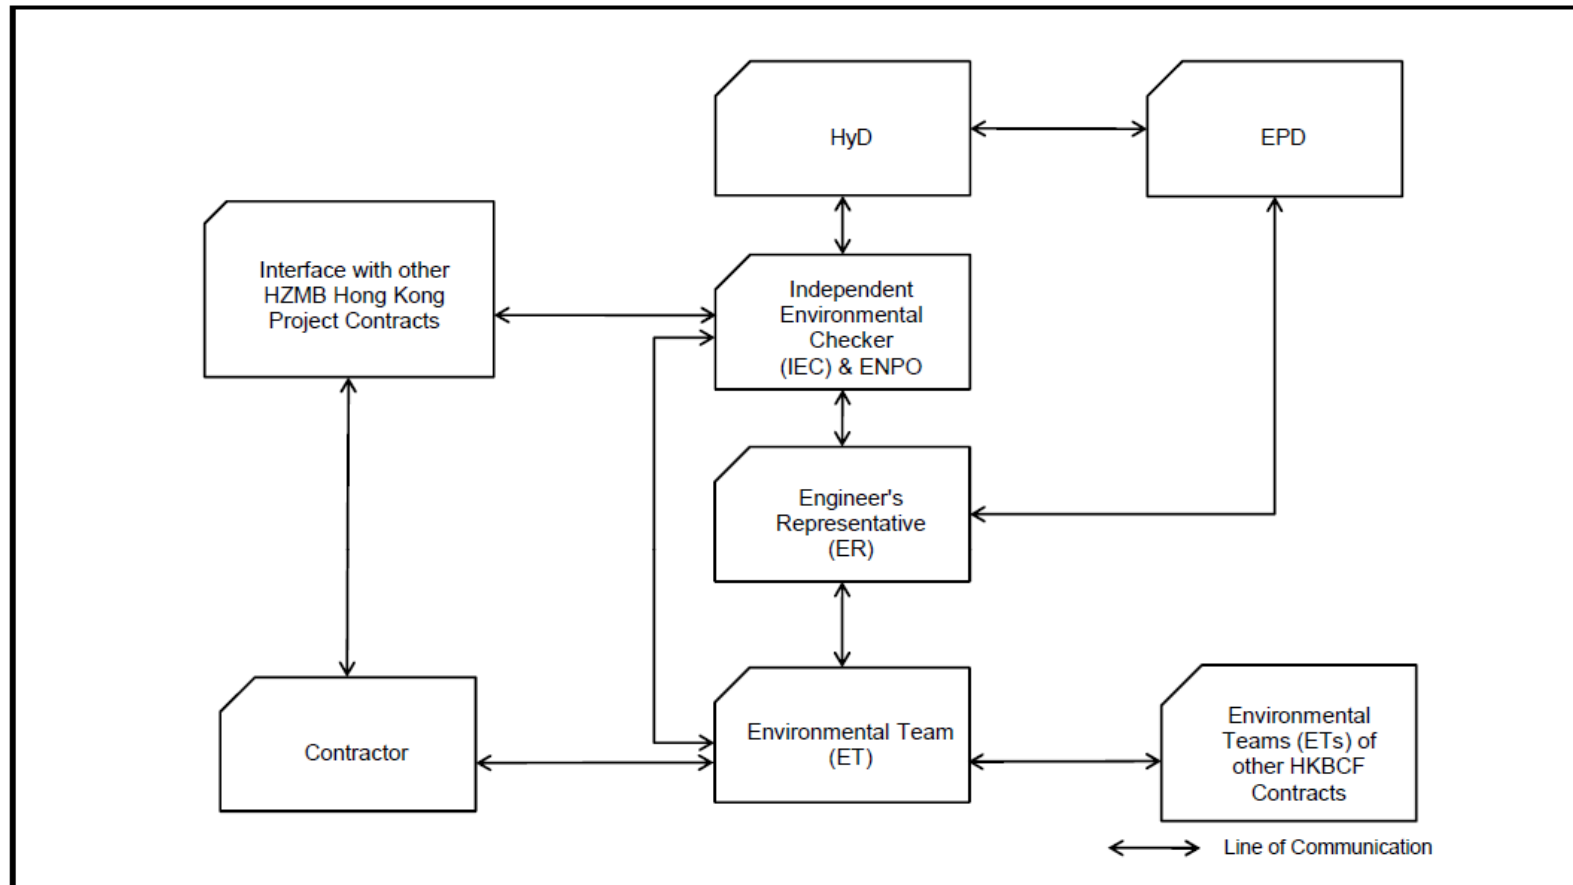 HyD
EPD
Interface with other
HZMB Hong Kong
Project Contracts
Independent
Environmental
Checker
(IEC) & ENPO
Engineer's
Representative
(ER)
Contractor
Environmental Team
(ET)
Environmental
Teams (ETs) of
other HKBCF
Contracts
Line of Communication